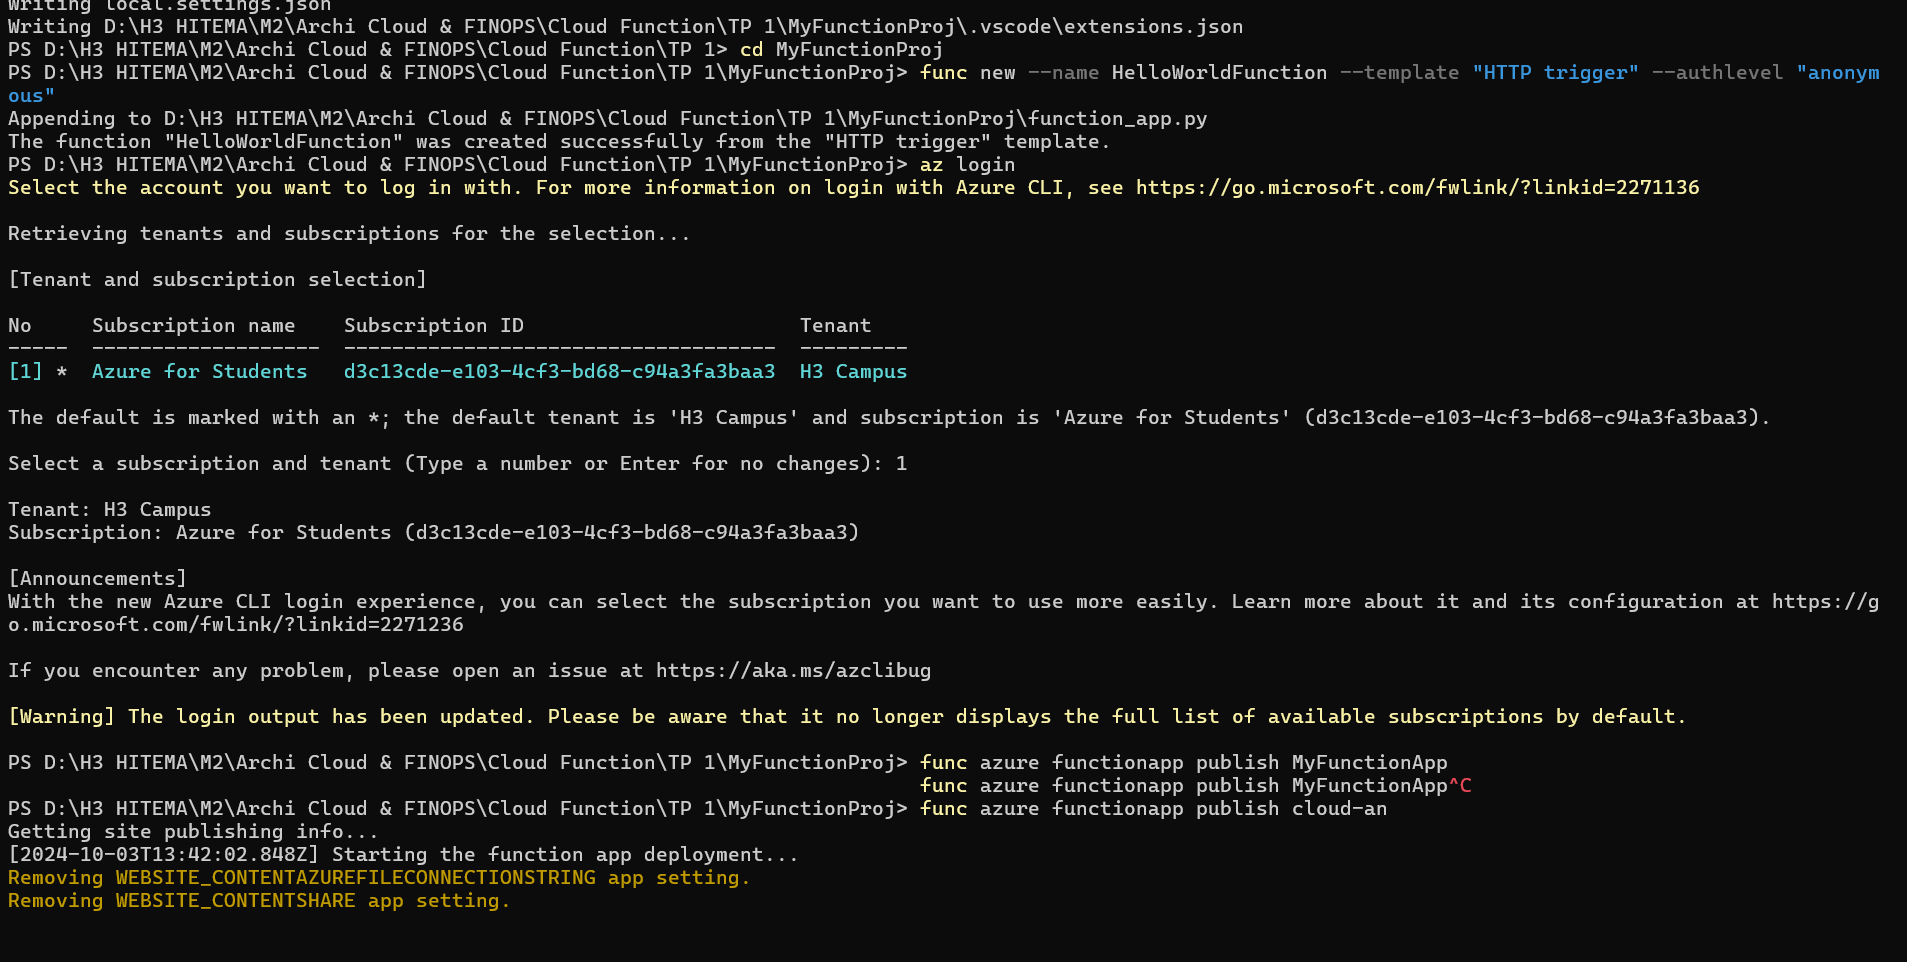 Writing local.settings.json
Writing D:\H3 HITEMA\M2\Archi Cloud & FINOPS\Cloud Function\TP 1\MyFunctionProj\.vscode\extensions.json
PS D:\H3 HITEMA\M2\Archi Cloud & FINOPS\Cloud Function\TP 1> cd MyFunctionProj
PS D:\H3 HITEMA\M2\Archi Cloud & FINOPS\Cloud Function\TP 1\MyFunctionProj> func new --name HelloWorldFunction --template "HTTP trigger" --authlevel "anonym
ous"
Appending to D:\H3 HITEMA\M2\Archi Cloud & FINOPS\Cloud Function\TP 1\MyFunctionProj\function_app.py
The function "HelloWorldFunction" was created successfully from the "HTTP trigger" template.
PS D:\H3 HITEMA\M2\Archi Cloud & FINOPS\Cloud Function\TP 1\MyFunctionProj> az login
Select the account you want to log in with. For more information on login with Azure CLI, see https://go.microsoft.com/fwlink/?linkid=2271136
Retrieving tenants and subscriptions for the selection...
[Tenant and subscription selection]
No     Subscription name    Subscription ID                       Tenant
-----  -------------------  ------------------------------------  ---------
[1] *  Azure for Students   d3c13cde-e103-4cf3-bd68-c94a3fa3baa3  H3 Campus
The default is marked with an *; the default tenant is 'H3 Campus' and subscription is 'Azure for Students' (d3c13cde-e103-4cf3-bd68-c94a3fa3baa3).
Select a subscription and tenant (Type a number or Enter for no changes): 1
Tenant: H3 Campus
Subscription: Azure for Students (d3c13cde-e103-4cf3-bd68-c94a3fa3baa3)
[Announcements]
With the new Azure CLI login experience, you can select the subscription you want to use more easily. Learn more about it and its configuration at https://g
o.microsoft.com/fwlink/?linkid=2271236
If you encounter any problem, please open an issue at https://aka.ms/azclibug
[Warning] The login output has been updated. Please be aware that it no longer displays the full list of available subscriptions by default.
PS D:\H3 HITEMA\M2\Archi Cloud & FINOPS\Cloud Function\TP 1\MyFunctionProj> func azure functionapp publish MyFunctionApp
func azure functionapp publish MyFunctionApp^C
PS D:\H3 HITEMA\M2\Archi Cloud & FINOPS\Cloud Function\TP 1\MyFunctionProj> func azure functionapp publish cloud-an
Getting site publishing info...
[2024-10-03T13:42:02.848Z] Starting the function app deployment...
Removing WEBSITE_CONTENTAZUREFILECONNECTIONSTRING app setting.
Removing WEBSITE_CONTENTSHARE app setting.